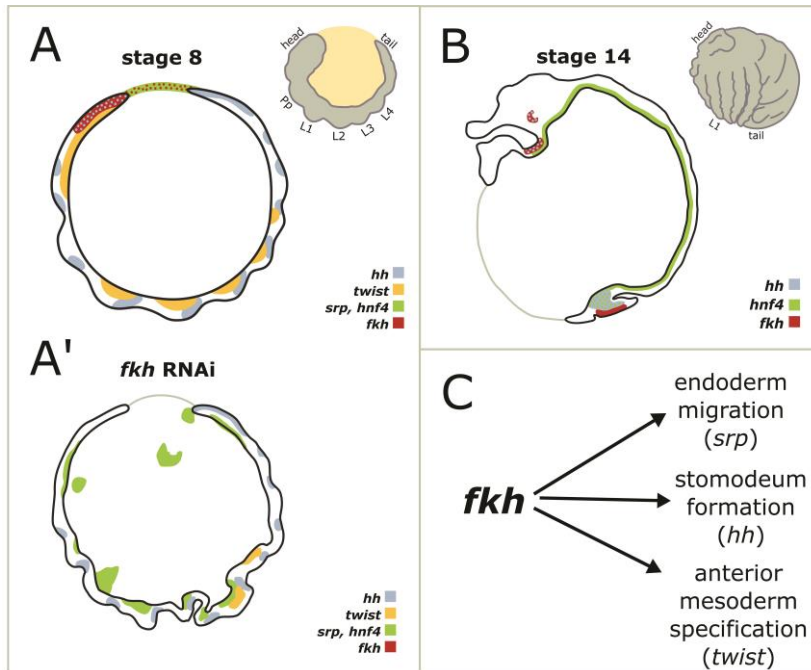 A
stage 8
head
tail
Pp
L1
L2
L3
L4
hh
twist
srp, hnf4
fkh
B
stage 14
head
L1
tail
hh
hnf4
fkh
A'
fkh RNAi
hh
twist
srp, hnf4
fkh
C
fkh
endoderm
migration
(srp)
stomodeum
formation
(hh)
anterior
mesoderm
specification
(twist)